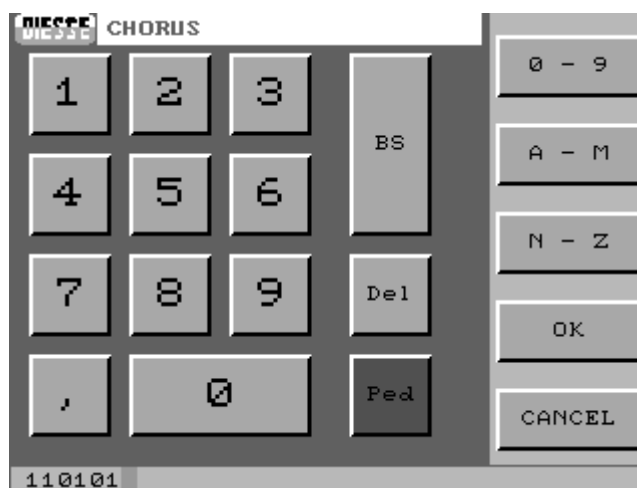 DIESSE CHORUS
1 2 3 BS 0 - 9
4 5 6 A - M
N - Z
7 8 9 Del OK
, 0 Ped CANCEL
110101